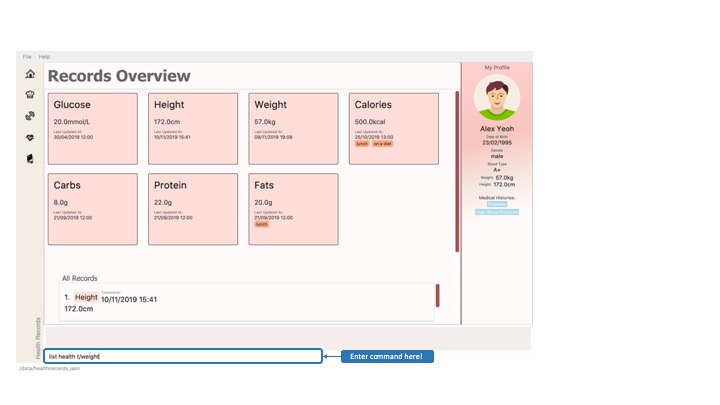 File Help
Records Overview
Glucose
20.0mmol/L
Last Updated At:
30/04/2019 12:00
Height
172.0cm
Last Updated At:
10/11/2019 15:41
Weight
57.0kg
Last Updated At:
09/11/2019 19:08
Calories
500.0kcal
Last Updated At:
25/10/2019 13:00
lunch on a diet
Carbs
8.0g
Last Updated At:
21/09/2019 12:00
Protein
22.0g
Last Updated At:
21/09/2019 12:00
Fats
20.0g
Last Updated At:
21/09/2019 12:00
lunch
All Records
1. Height Timestamp: 10/11/2019 15:41
172.0cm
My Profile
Alex Yeoh
Date of Birth
23/02/1995
Gender
male
Blood Type
A+
Weight: 57.0kg
Height: 172.0cm
Medical Histories:
High Blood Pressure
Health Records
list health t/weight
Enter command here!
./data/healthrecords.json